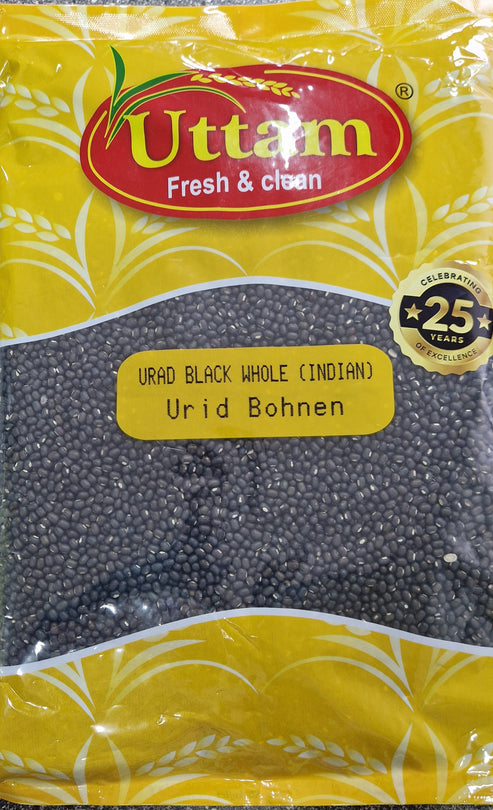 Uttam
®
Fresh & clean
CELEBRATING
25
YEARS
OF EXCELLENCE
URAD BLACK WHOLE (INDIAN)
Urid Bohnen